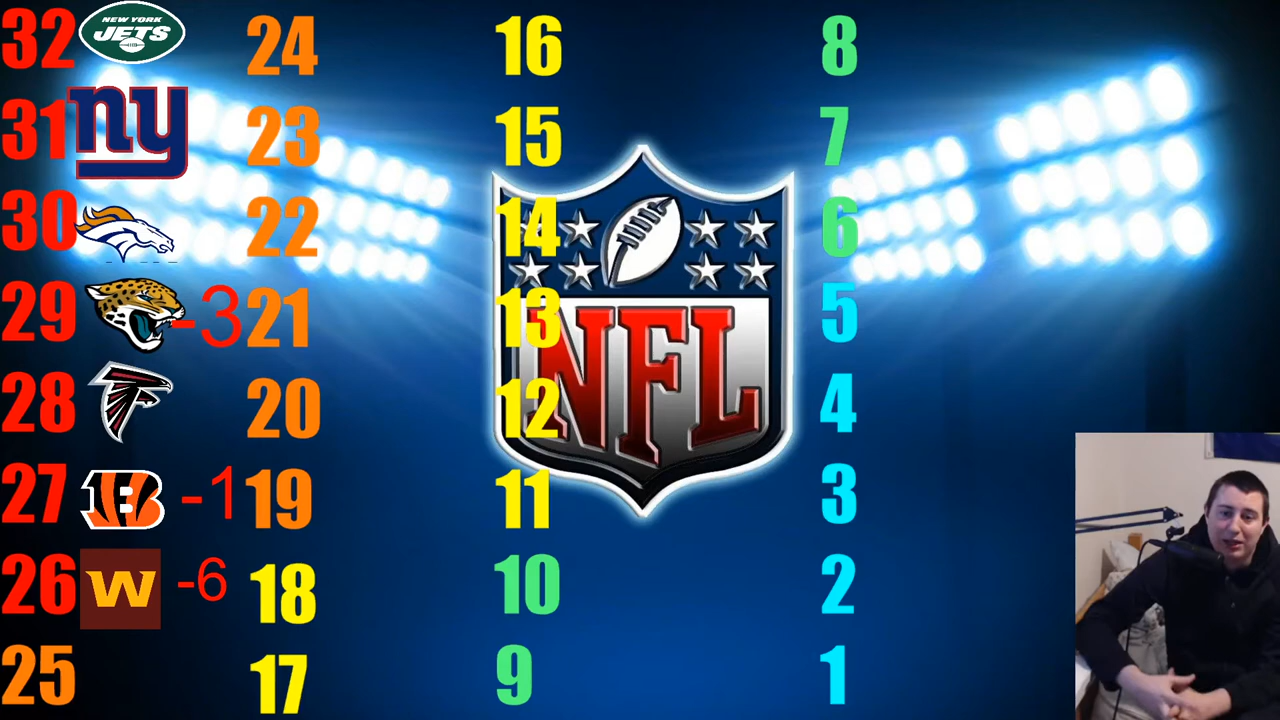 32 NEW YORK JETS 24 16 8
31 ny 23 15 7
30 22 14 6
29 -3 21 13 5
28 20 12 4
27 B -1 19 11 3
26 W -6 18 10 2
25 17 9 1
NFL